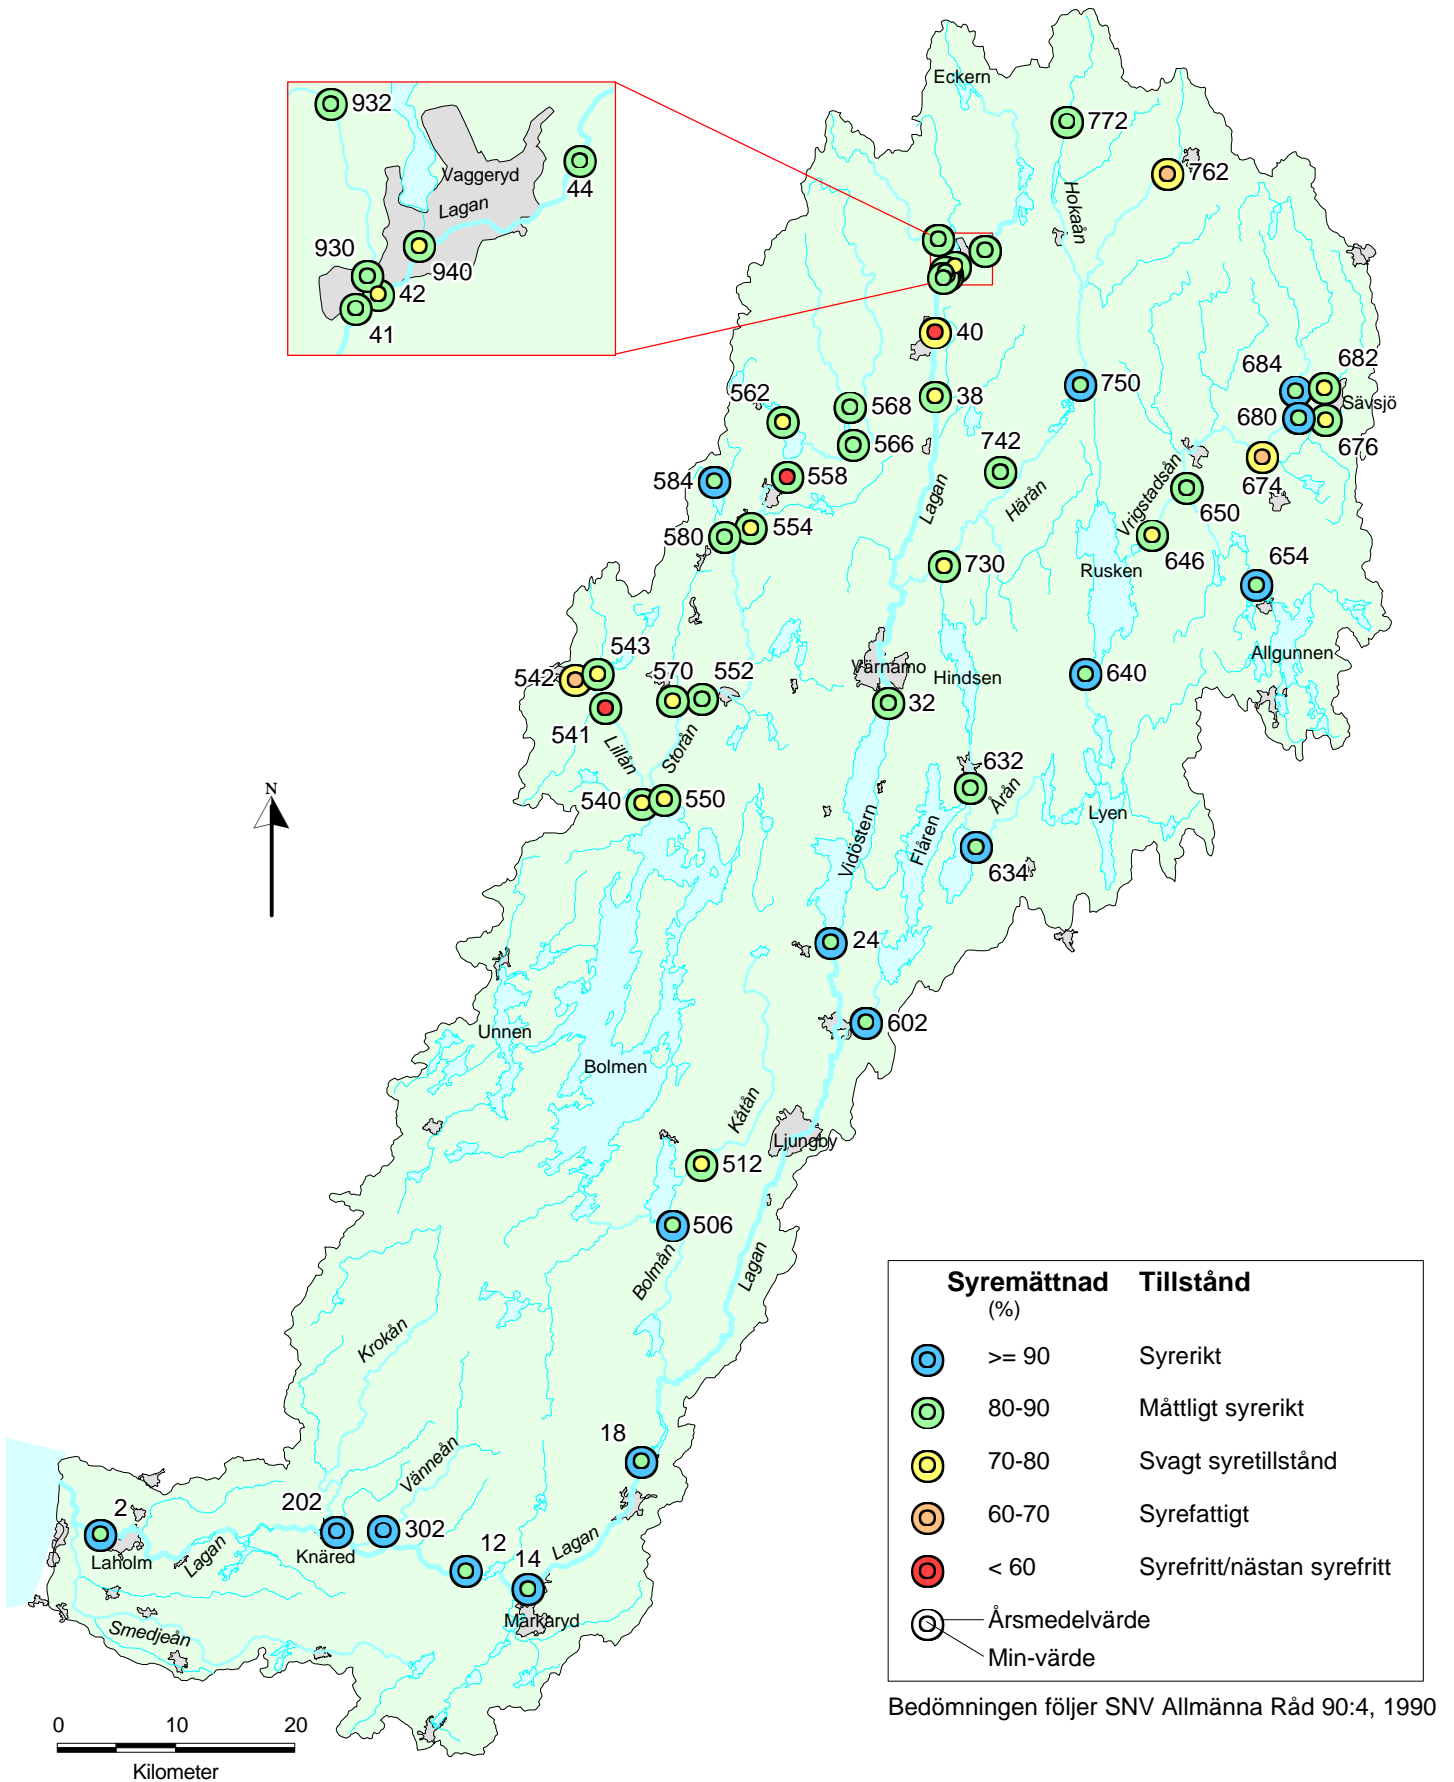 Eckern
932
772
Vaggeryd
762
44
Lagan
Hokaån
930
940
42
41
40
684
682
750
562
568
38
Sävsjö
680
566
742
676
558
584
Lagan
Härån
Vrigstadsån
674
650
554
580
646
730
Rusken
654
543
Allgunnen
542
570
552
Värnamo
Hindsen
640
32
541
Lillån
Storån
632
N
Årån
540
550
Lyen
Vidöstern
Flåren
634
24
Unnen
602
Bolmen
Kåtån
Ljungby
512
506
Bolmån
Lagan
Krokån
18
Vänneån
2
202
302
12
14
Lagan
Laholm
Lagan
Knäred
Markaryd
Smedjeån
Syremättnad Tillstånd
(%)
>= 90 Syrerikt
80-90 Måttligt syrerikt
70-80 Svagt syretillstånd
60-70 Syrefattigt
< 60 Syrefritt/nästan syrefritt
Årsmedelvärde
Min-värde
Bedömningen följer SNV Allmänna Råd 90:4, 1990
0 10 20
Kilometer